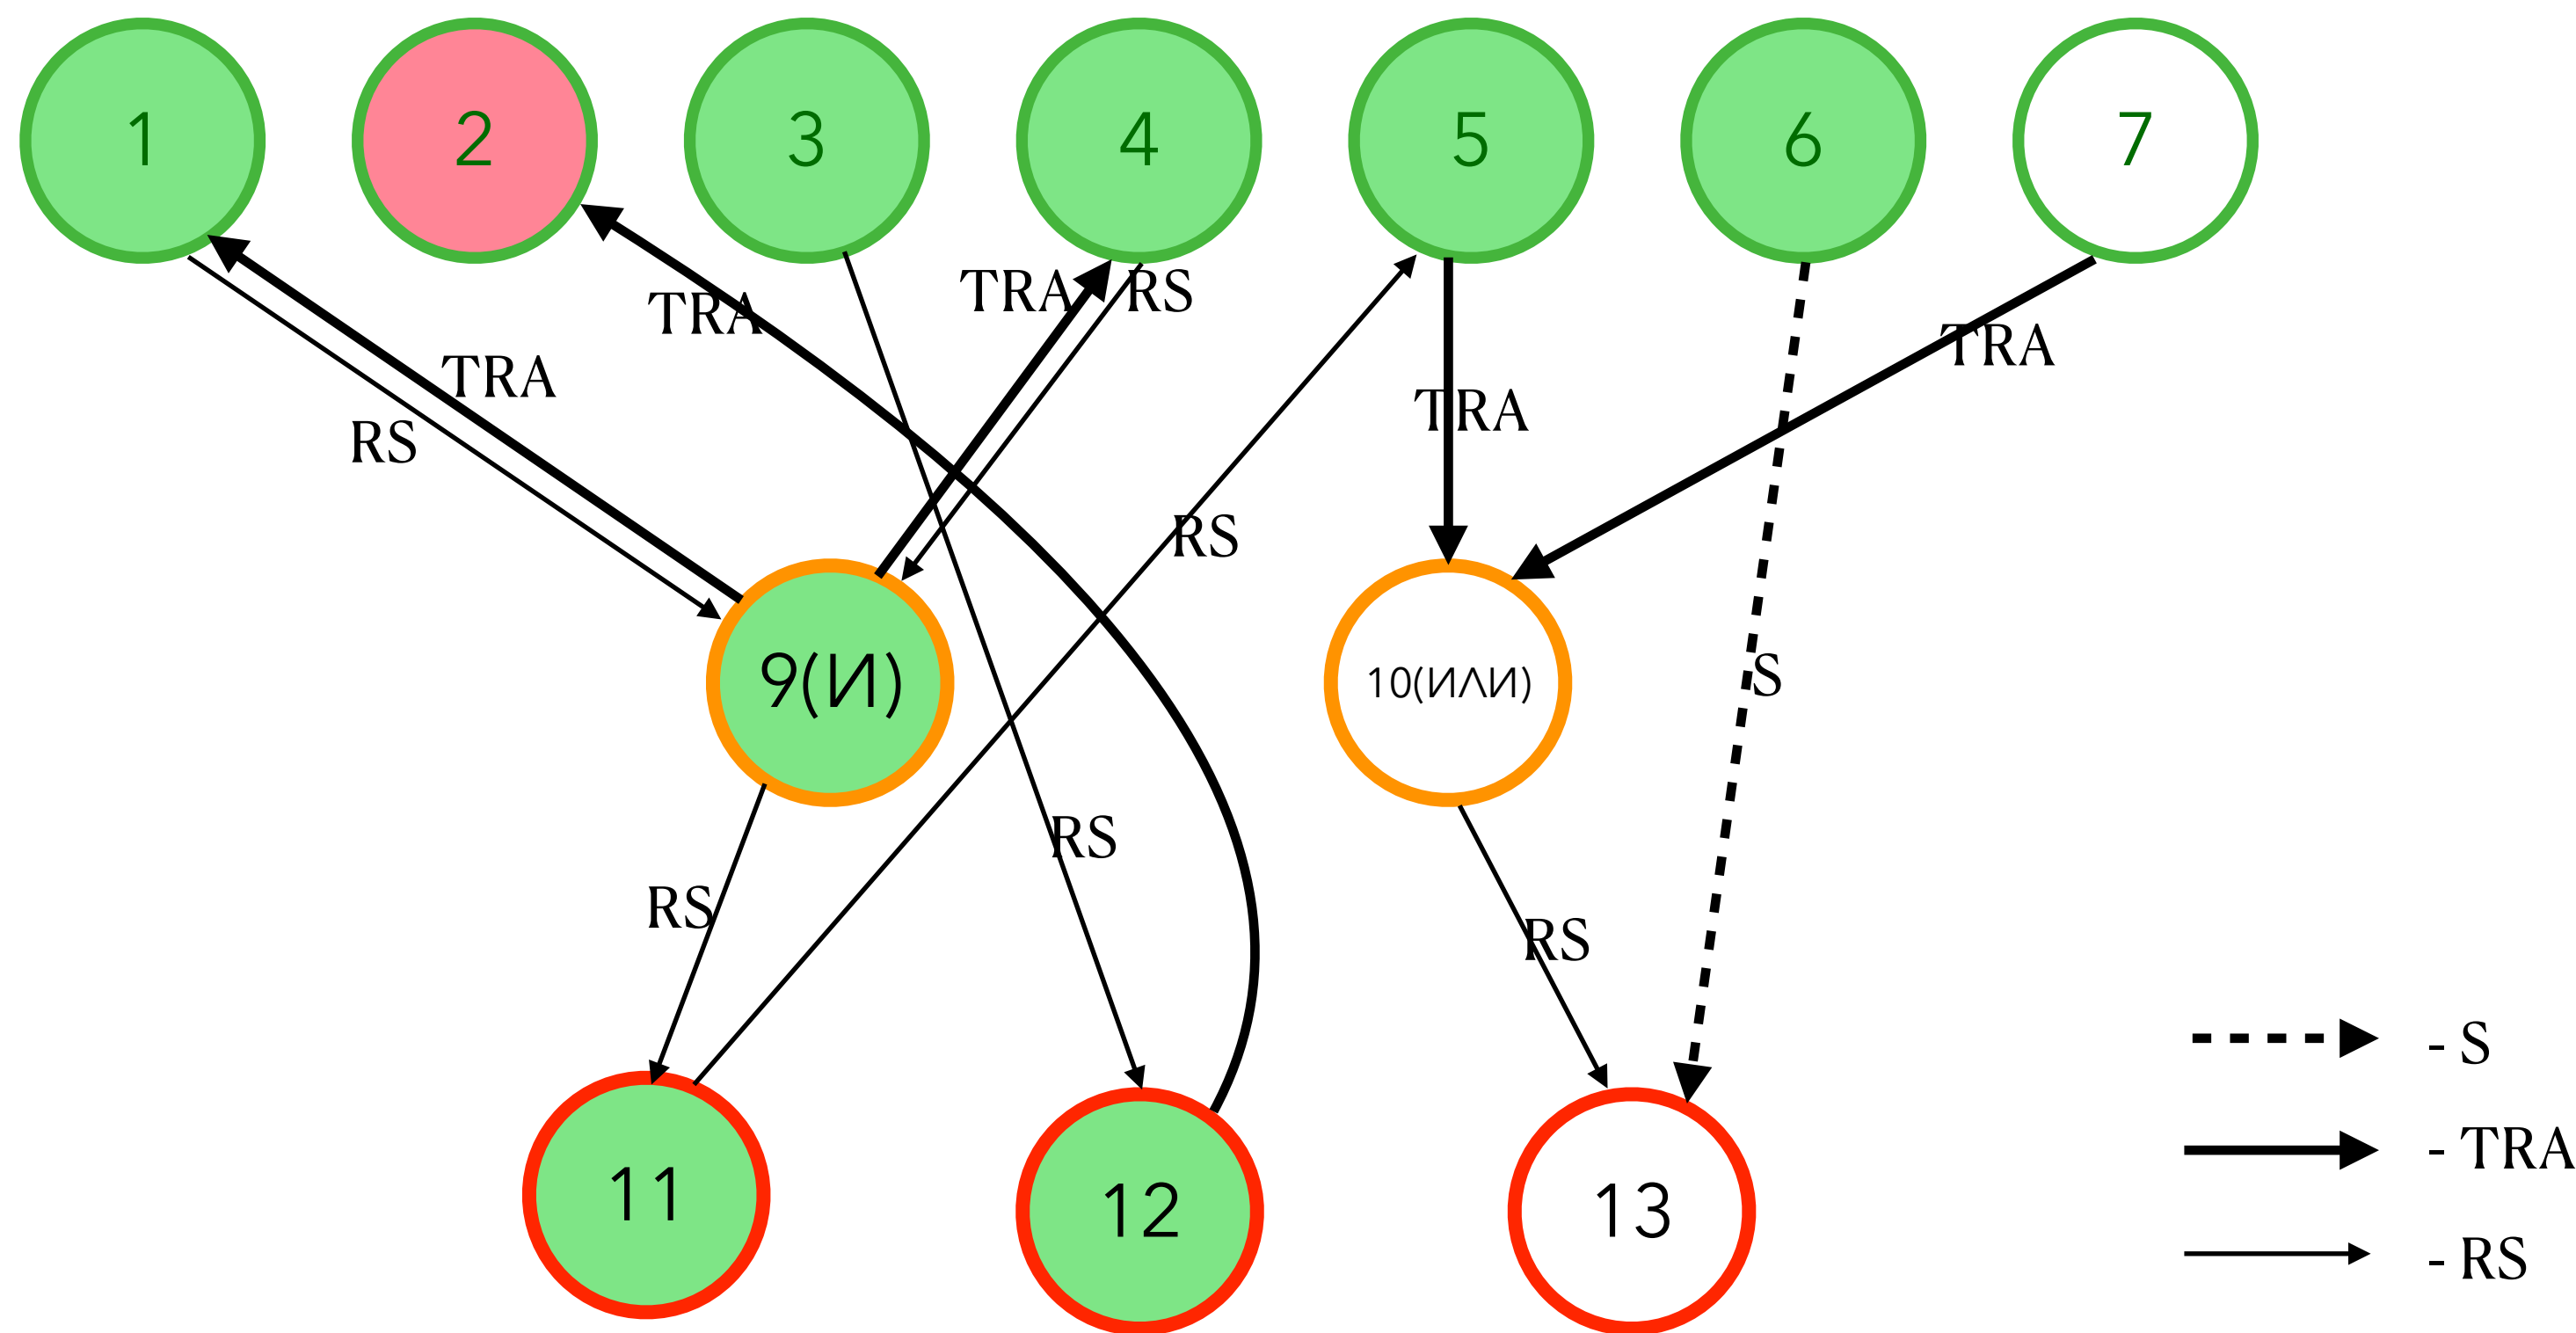 1 2 3 4 5 6 7
TRA RS
TRA
TRA
TRA
RS
TRA
RS
RS
9(И) 10(ИЛИ) S
RS
RS
RS
- S
- TRA
11 12 13
- RS